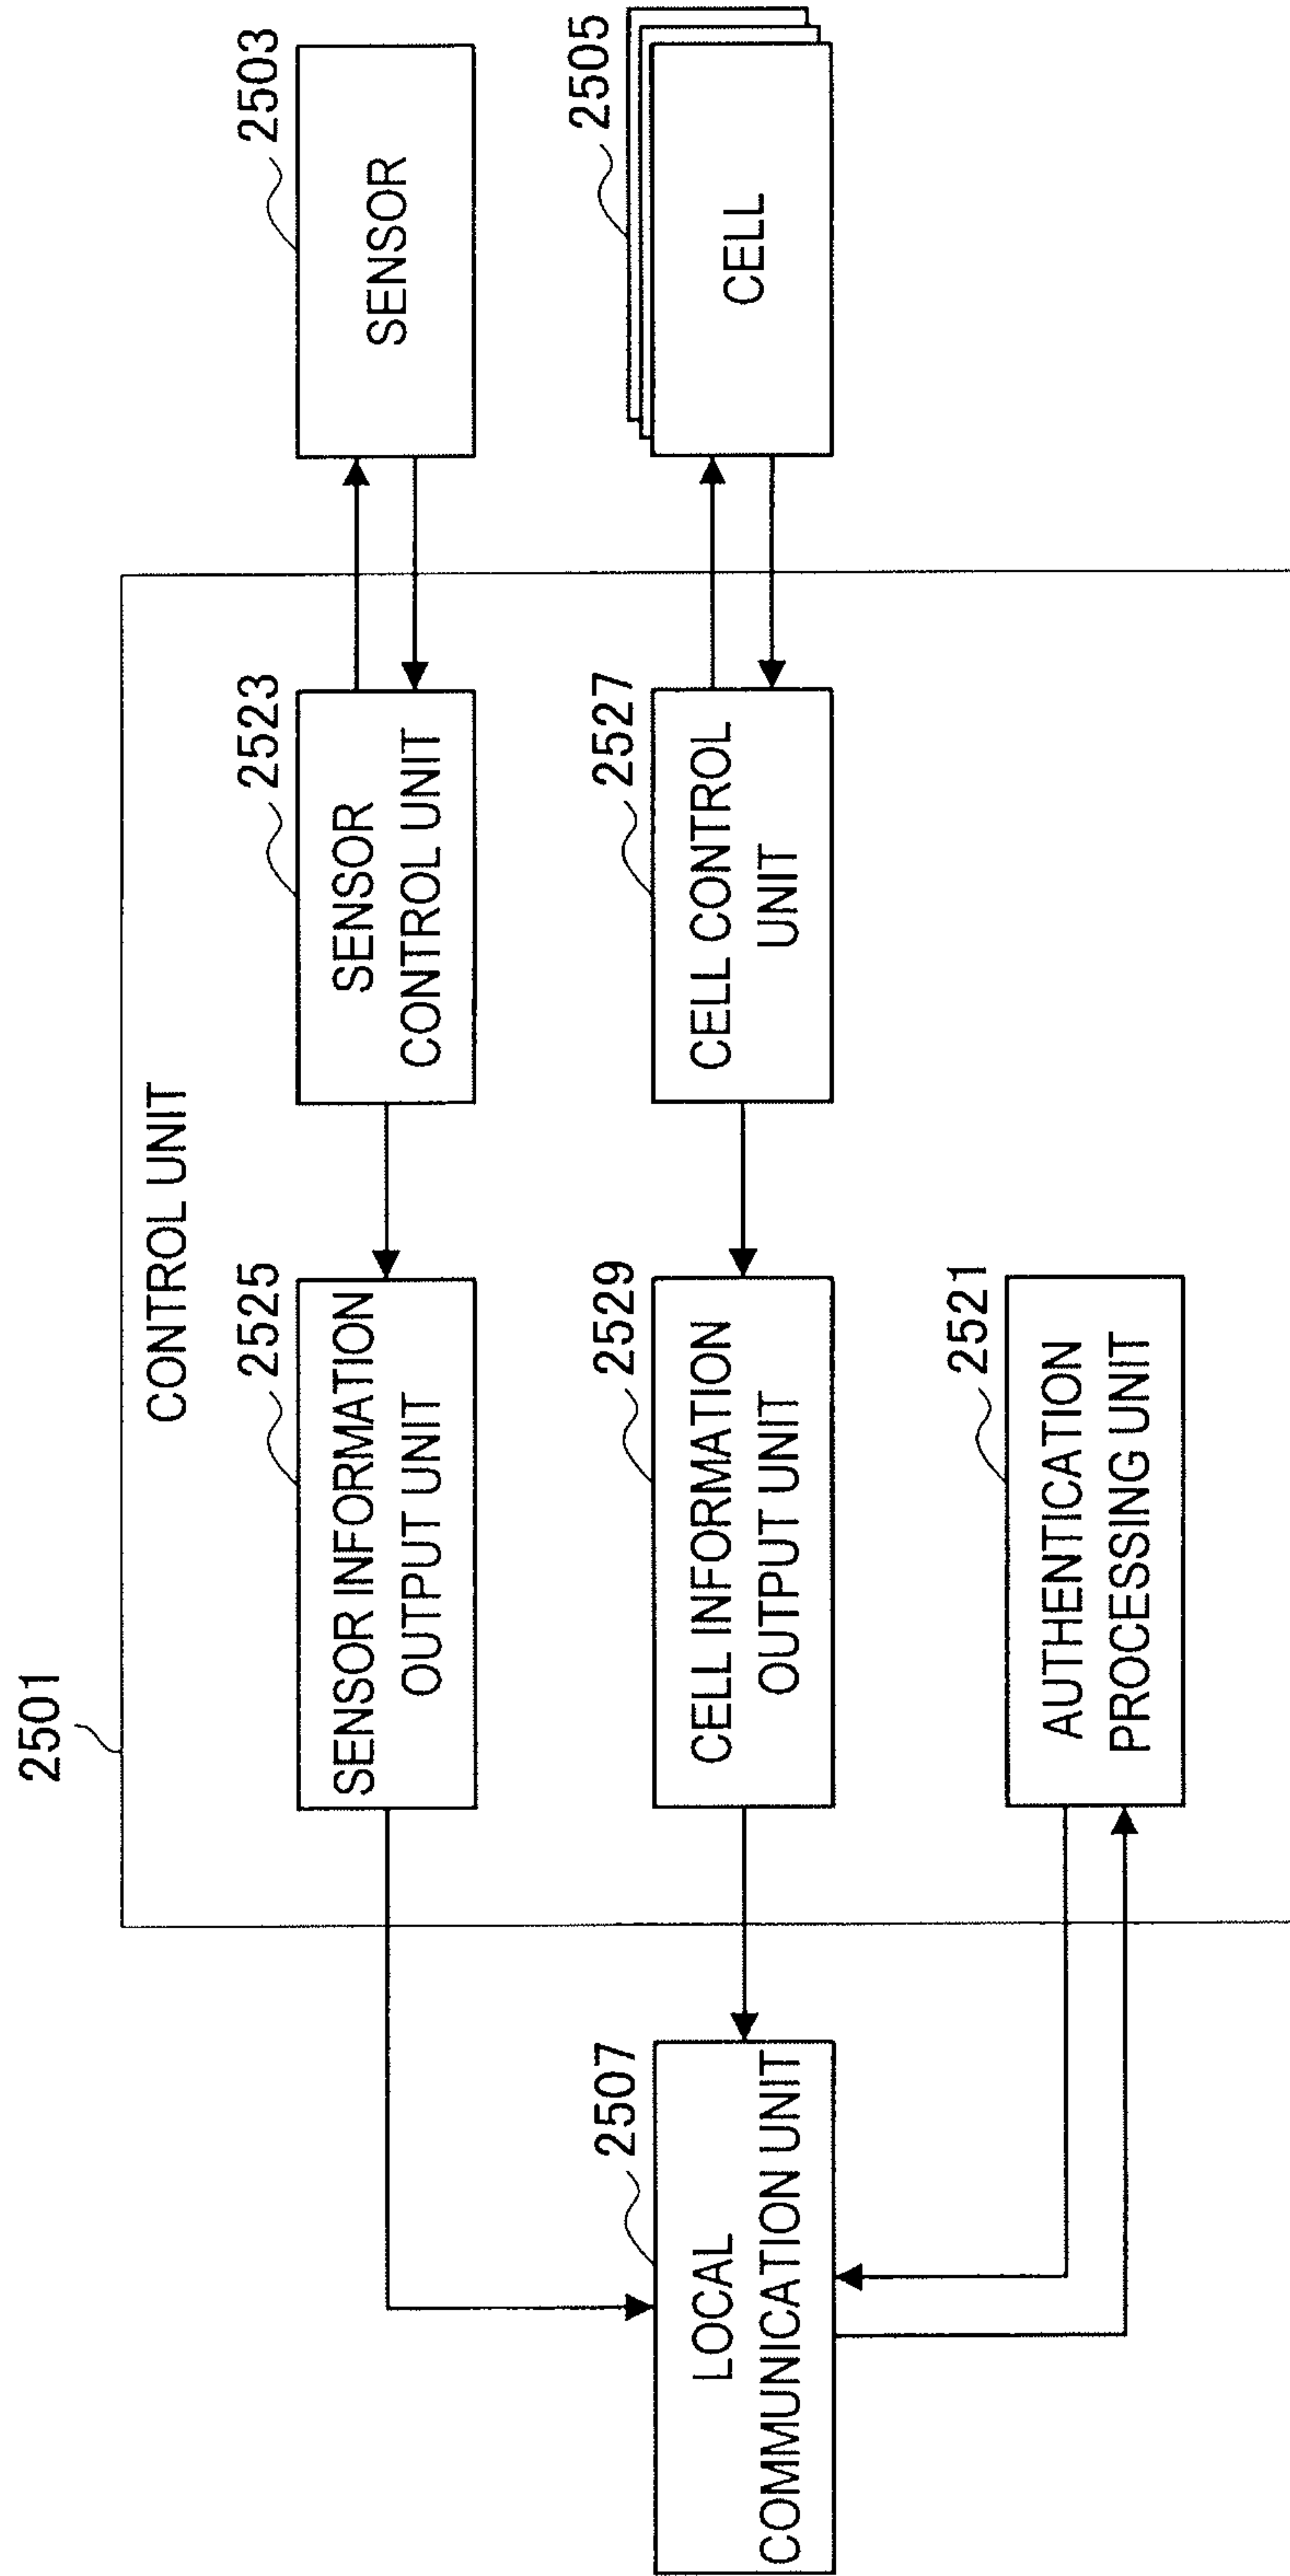 2501
CONTROL UNIT
2525
SENSOR INFORMATION
OUTPUT UNIT
2523
SENSOR
CONTROL UNIT
2503
SENSOR
2507
LOCAL
COMMUNICATION UNIT
2529
CELL INFORMATION
OUTPUT UNIT
2527
CELL CONTROL
UNIT
2505
CELL
2521
AUTHENTICATION
PROCESSING UNIT